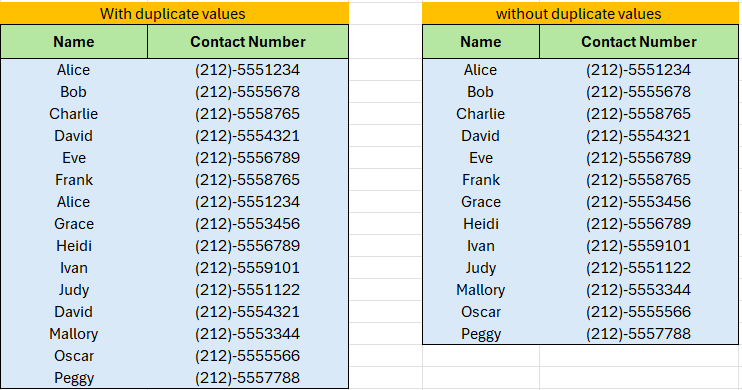 With duplicate values
Name Contact Number
Alice (212)-5551234
Bob (212)-5555678
Charlie (212)-5558765
David (212)-5554321
Eve (212)-5556789
Frank (212)-5558765
Alice (212)-5551234
Grace (212)-5553456
Heidi (212)-5556789
Ivan (212)-5559101
Judy (212)-5551122
David (212)-5554321
Mallory (212)-5553344
Oscar (212)-5555566
Peggy (212)-5557788
without duplicate values
Name Contact Number
Alice (212)-5551234
Bob (212)-5555678
Charlie (212)-5558765
David (212)-5554321
Eve (212)-5556789
Frank (212)-5558765
Grace (212)-5553456
Heidi (212)-5556789
Ivan (212)-5559101
Judy (212)-5551122
Mallory (212)-5553344
Oscar (212)-5555566
Peggy (212)-5557788